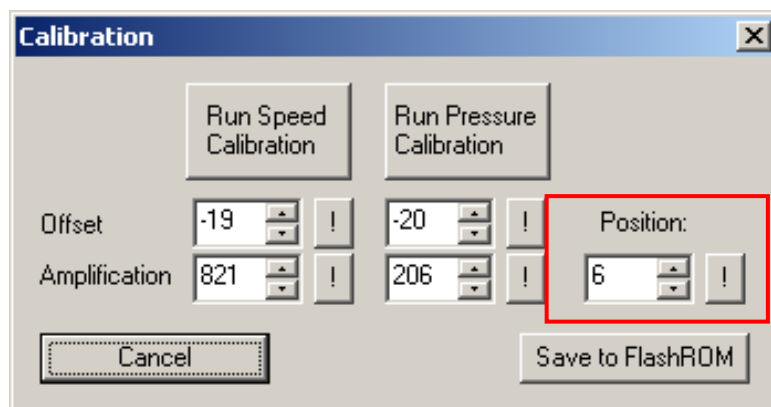 Calibration
Run Speed
Calibration
Run Pressure
Calibration
Offset
-19
!
-20
!
Position:
Amplification
821
!
206
!
6
!
Cancel
Save to FlashROM